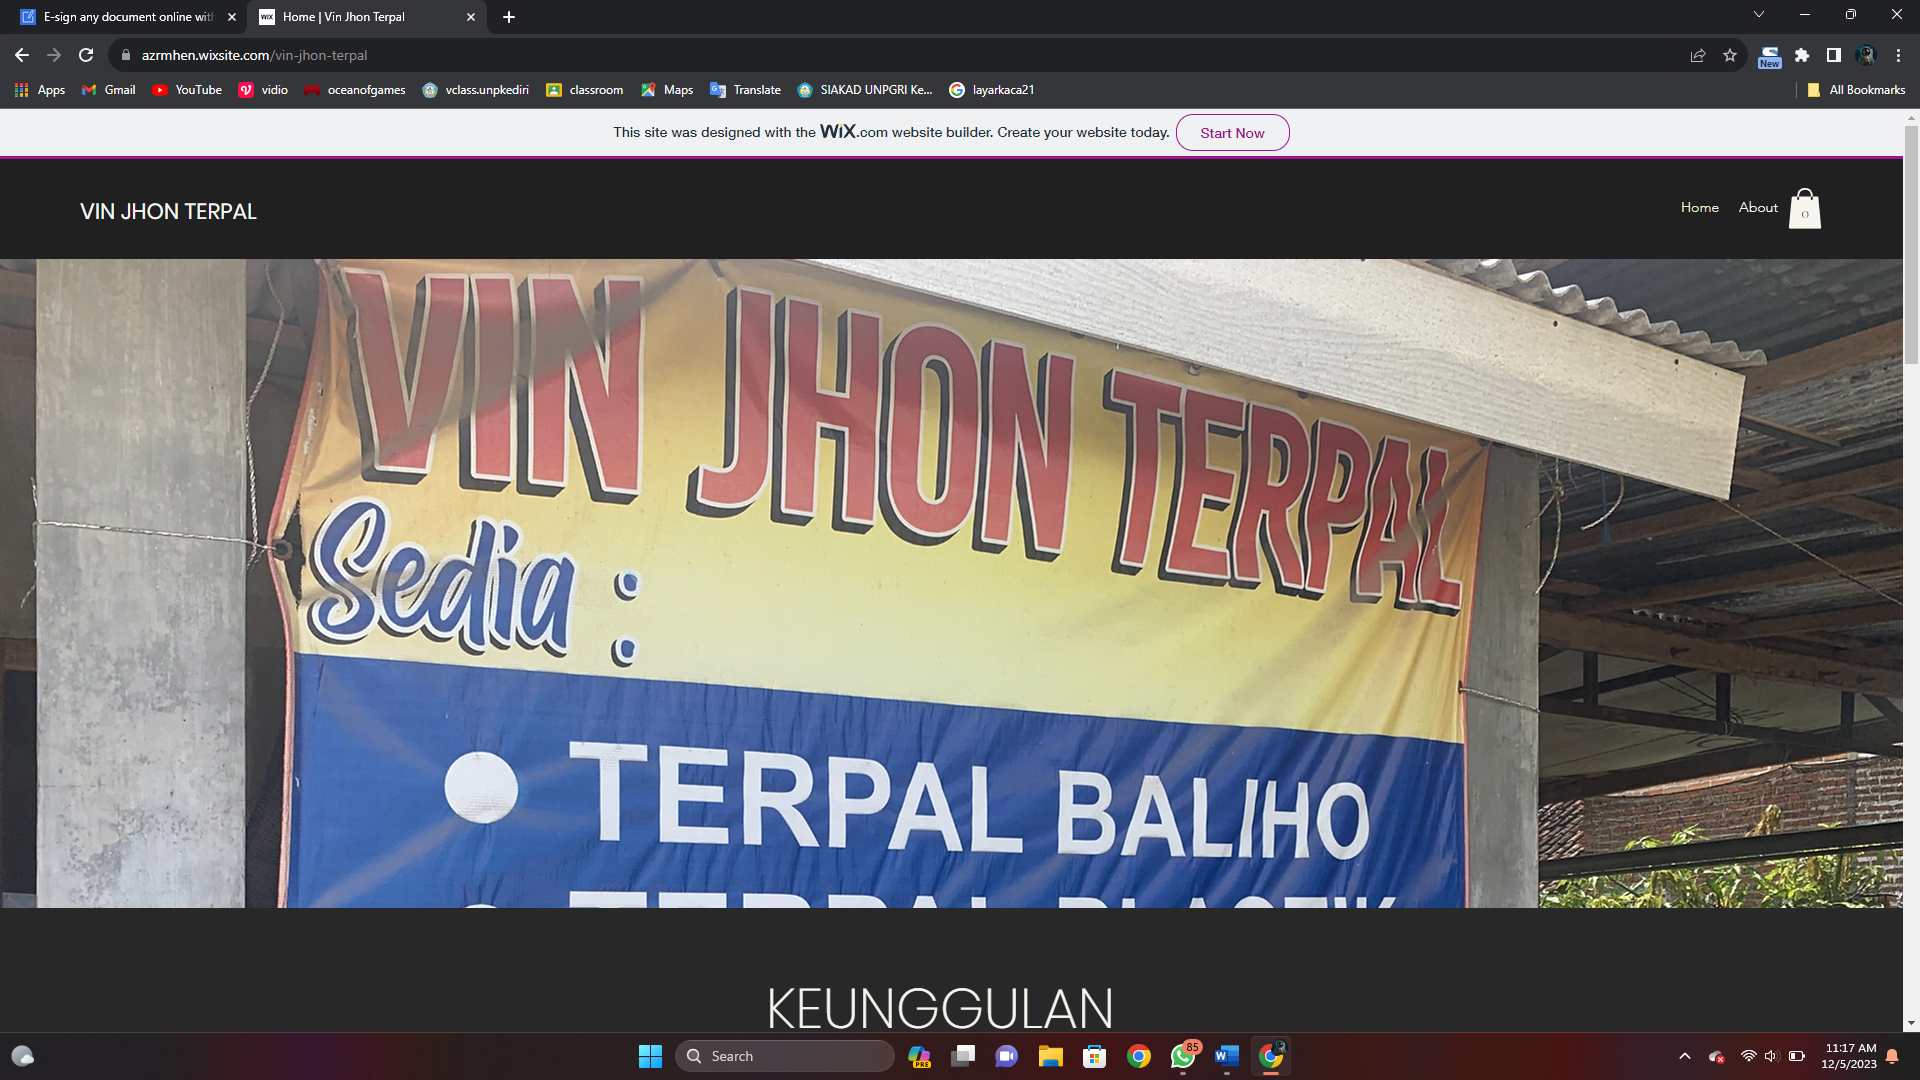 E-sign any document online wit
Home | Vin Jhon Terpal
azrmhen.wixsite.com/vin-jhon-terpal
New
Apps
Gmail
YouTube
vidio
oceanofgames
vclass.unpkediri
classroom
Maps
Translate
SIAKAD UNPGRI Ke...
layarkaca21
All Bookmarks
This site was designed with the WiX.com website builder. Create your website today.
Start Now
VIN JHON TERPAL
Home
About
0
VIN JHON TERPAL
Sedia :
:
TERPAL BALIHO
TERPAL PLASTIK
KEUNGGULAN
Search
PRE
85
11:17 AM
12/5/2023